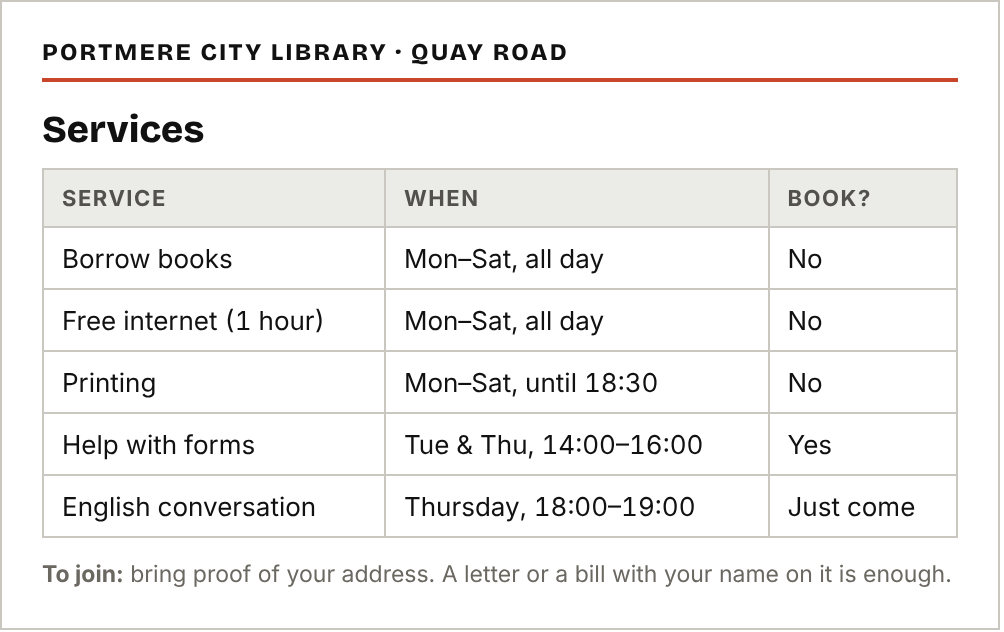 PORTMERE CITY LIBRARY · QUAY ROAD
Services
SERVICE WHEN BOOK?
Borrow books Mon–Sat, all day No
Free internet (1 hour) Mon–Sat, all day No
Printing Mon–Sat, until 18:30 No
Help with forms Tue & Thu, 14:00–16:00 Yes
English conversation Thursday, 18:00–19:00 Just come
To join: bring proof of your address. A letter or a bill with your name on it is enough.